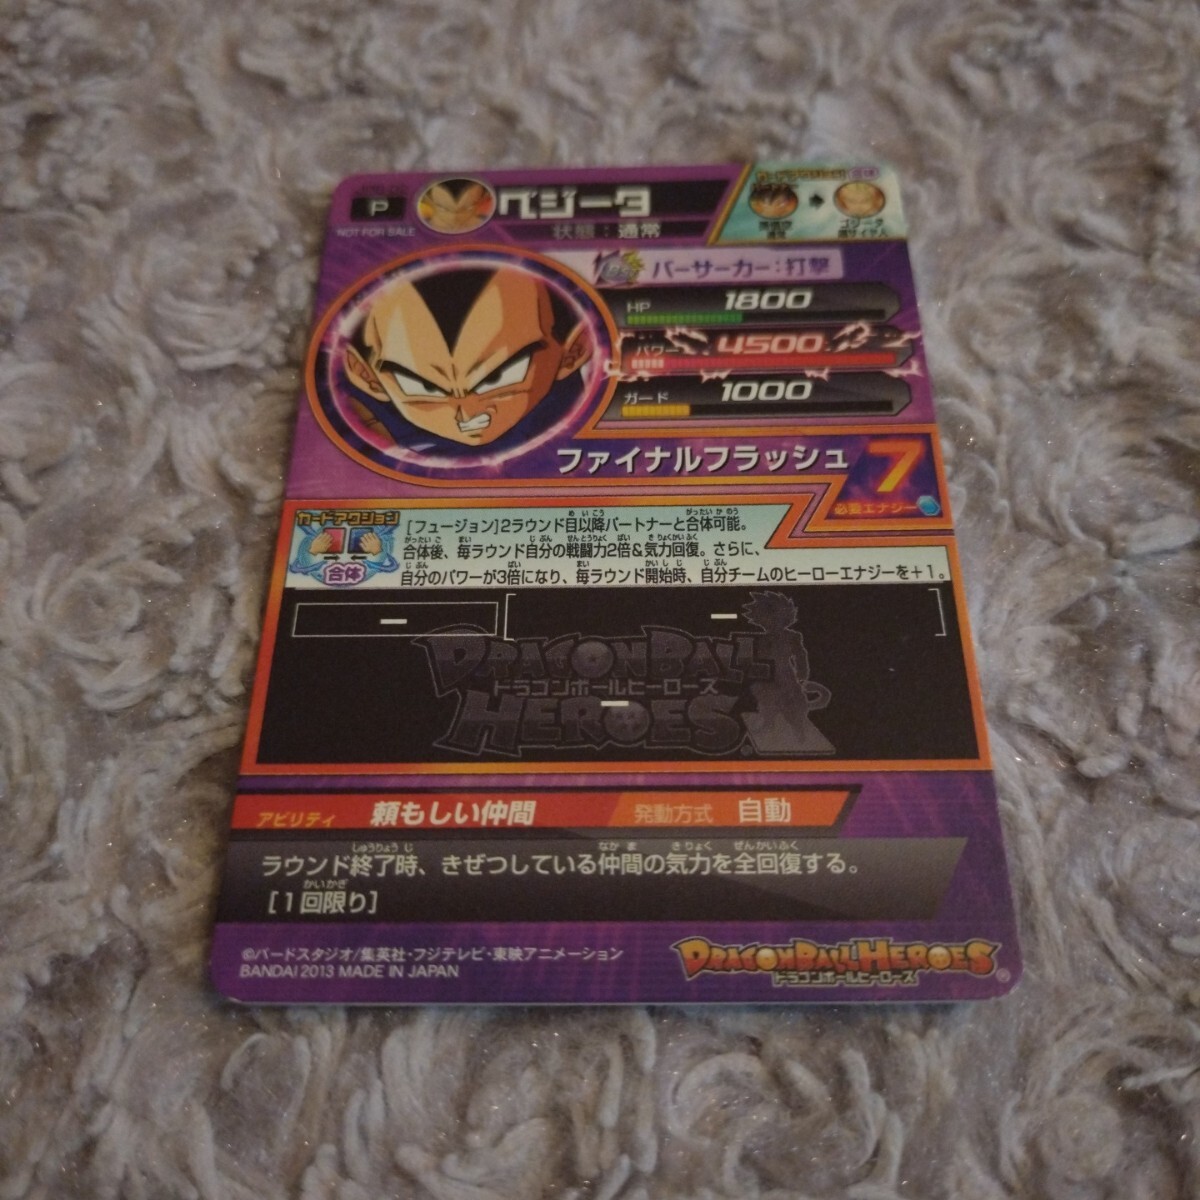 P
NOT FOR SALE
ベジータ
状態：通常
カードアクション 合体
バーサーカー：打撃
HP 1800
パワー 4500
ガード 1000
ファイナルフラッシュ 7
必要エナジー
カードアクション
合体
[フュージョン]2ラウンド目以降パートナーと合体可能。
合体後、毎ラウンド自分の戦闘力2倍&気力回復。さらに、
自分のパワーが3倍になり、毎ラウンド開始時、自分チームのヒーローエナジーを+1。
DRAGONBALL
ドラゴンボールヒーローズ
HEROES
アビリティ 頼もしい仲間 発動方式 自動
ラウンド終了時、きぜつしている仲間の気力を全回復する。
[1回限り]
©バードスタジオ/集英社・フジテレビ・東映アニメーション
BANDAI 2013 MADE IN JAPAN
DRAGONBALL HEROES
ドラゴンボールヒーローズ